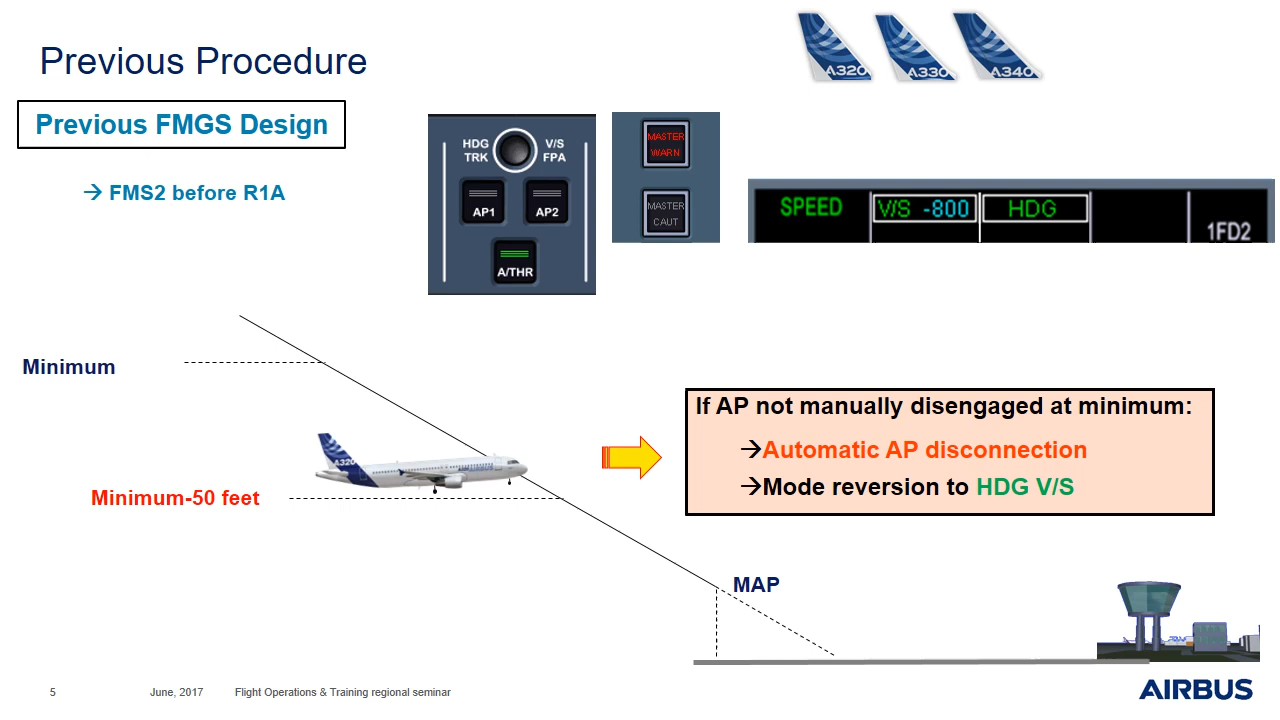 Previous Procedure
A320
A330
A340
Previous FMGS Design
→ FMS2 before R1A
HDG
TRK
V/S
FPA
AP1
AP2
A/THR
MASTER
WARN
MASTER
CAUT
SPEED
V/S -800
HDG
1FD2
Minimum
A320
Minimum-50 feet
If AP not manually disengaged at minimum:
→Automatic AP disconnection
→Mode reversion to HDG V/S
MAP
5
June, 2017
Flight Operations & Training regional seminar
AIRBUS